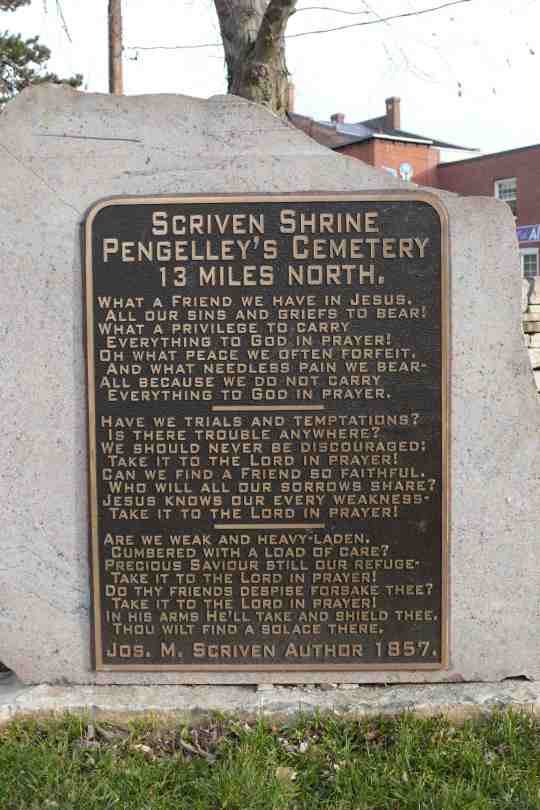 Scriven Shrine
Pengelley's Cemetery
13 miles north.
What a Friend we have in Jesus.
All our sins and griefs to bear!
What a privilege to carry
Everything to God in prayer!
Oh what peace we often forfeit.
And what needless pain we bear-
All because we do not carry
Everything to God in prayer.
Have we trials and temptations?
Is there trouble anywhere?
We should never be discouraged:
Take it to the Lord in prayer!
Can we find a Friend so faithful.
Who will all our sorrows share?
Jesus knows our every weakness-
Take it to the Lord in prayer!
Are we weak and heavy-laden.
Cumbered with a load of care?
Precious Saviour still our refuge-
Take it to the Lord in prayer!
Do thy friends despise forsake thee?
Take it to the Lord in prayer!
In his arms He'll take and shield thee.
Thou wilt find a solace there.
Jos. M. Scriven Author 1857.